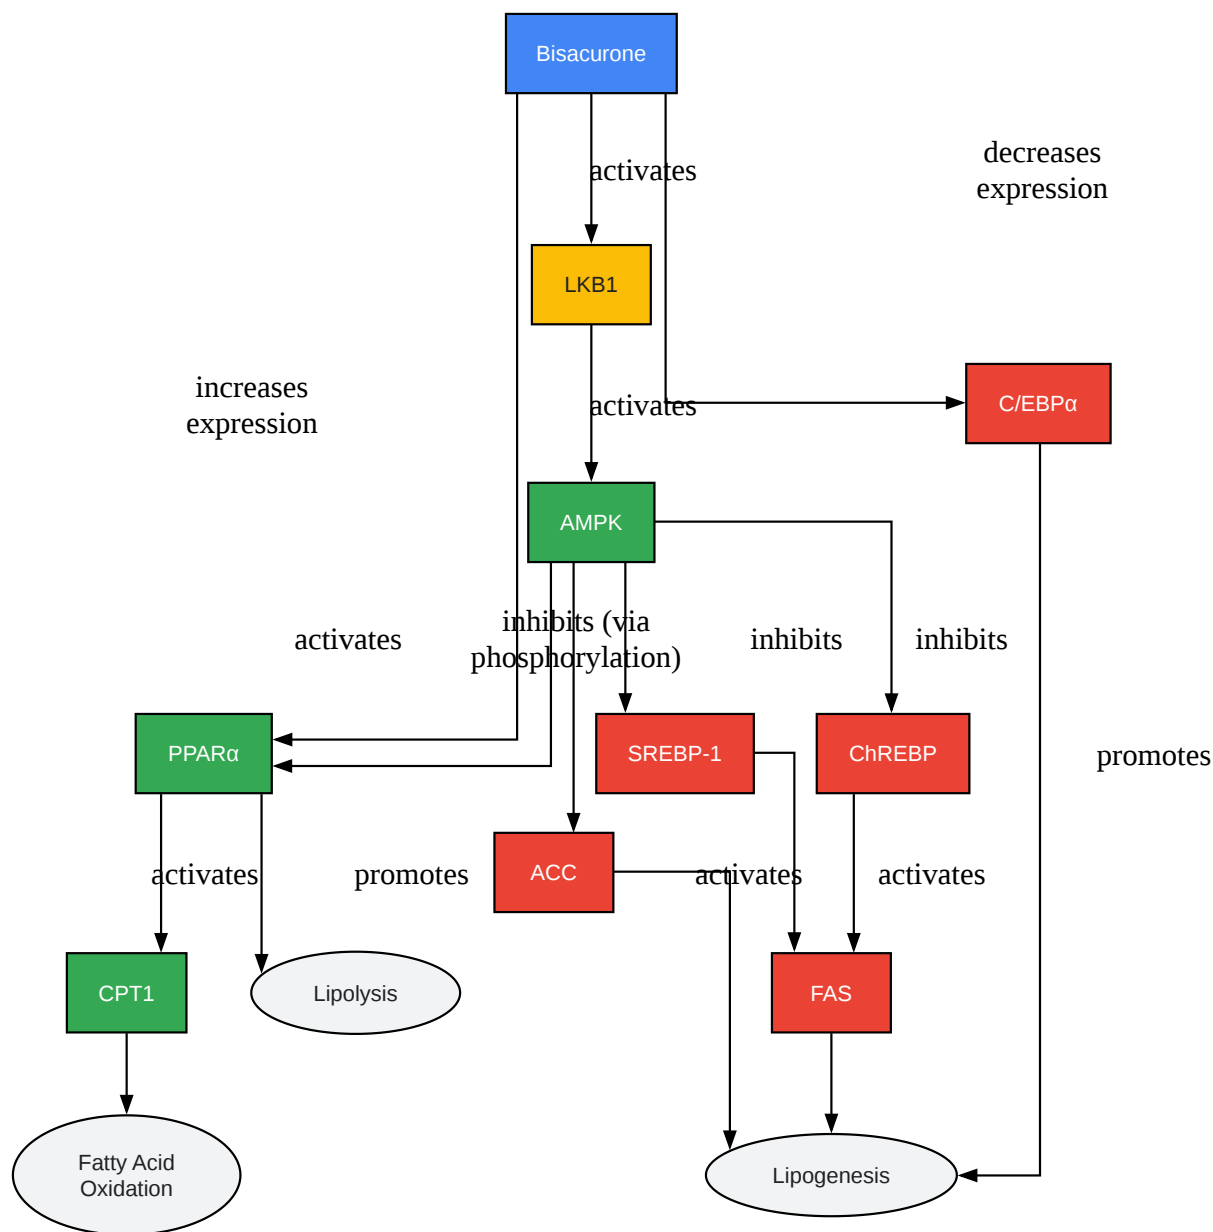 Bisacurone
activates
decreases
expression
LKB1
increases
expression
activates
C/EBPα
AMPK
activates
inhibits (via
phosphorylation)
inhibits
inhibits
PPARα
SREBP-1
ChREBP
promotes
activates
promotes
ACC
activates
activates
CPT1
Lipolysis
FAS
Fatty Acid
Oxidation
Lipogenesis